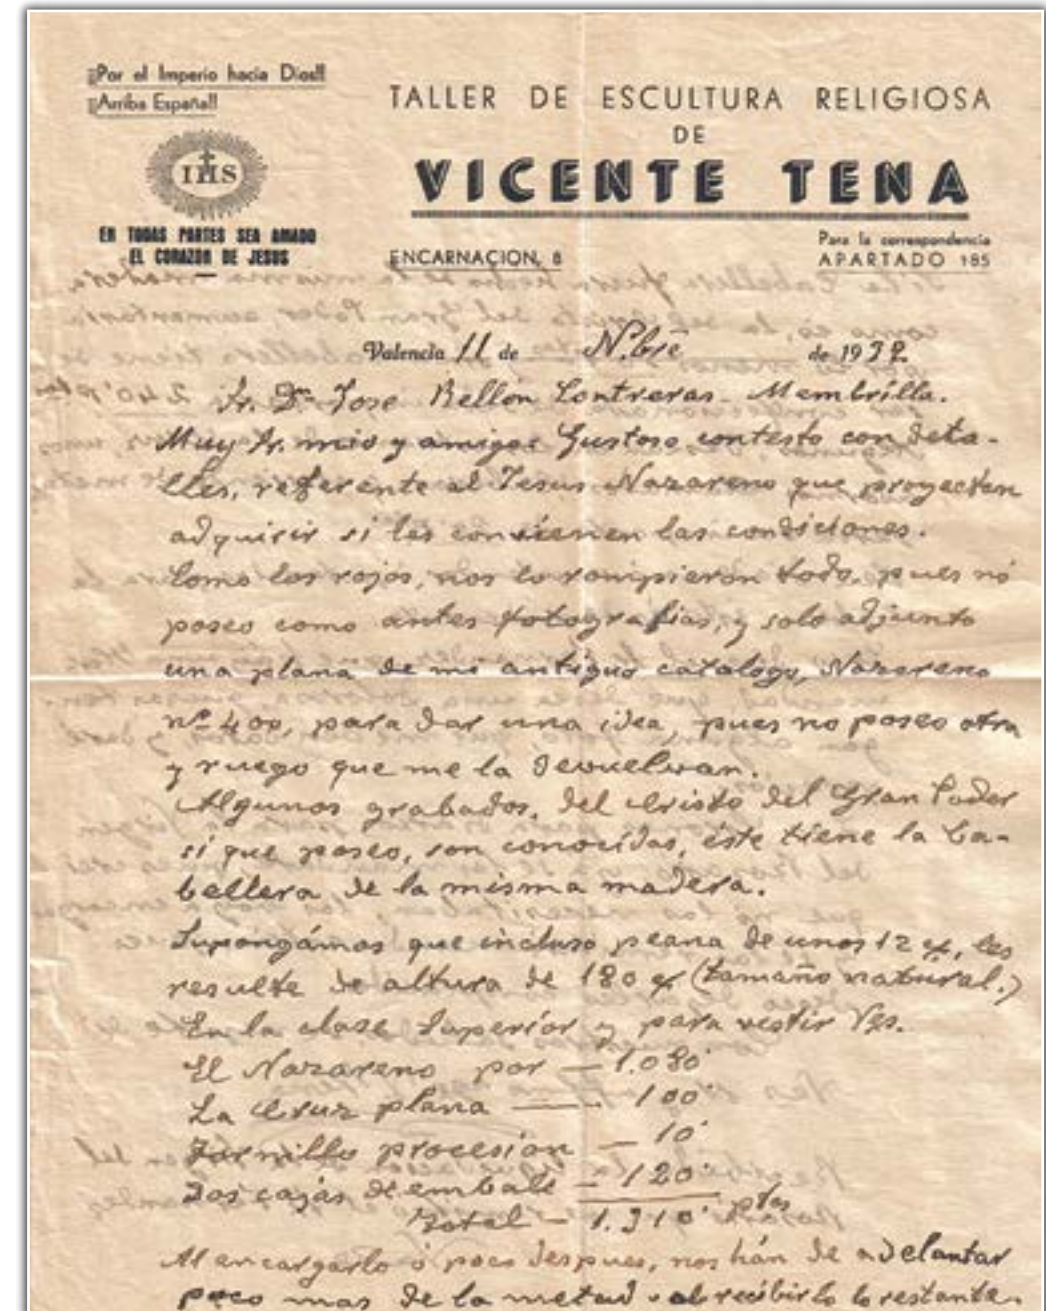 ¡¡Por el Imperio hacia Dios!!
¡¡Arriba España!!
IHS
EN TODAS PARTES SEA AMADO
EL CORAZON DE JESUS
TALLER DE ESCULTURA RELIGIOSA
DE
VICENTE TENA
ENCARNACION, 8
Para la correspondencia
APARTADO 185
Valencia 11 de N.bre de 1939.
Sr. Dn Jose Bellón Contreras - Membrilla.
Muy Sr. mio y amigo: Gustoso contesto con deta-
lles, referente al Jesus Nazareno que proyectan
adquirir si les convienen las condiciones.
Como los rojos, nos lo rompieron todo, pues nó
poseo como antes fotografias, y solo adjunto
una plana de mi antiguo catalogo, Nazareno
nº 400, para dar una idea, pues no poseo otra
y ruego que me la devuelvan.
Algunos grabados, del Cristo del Gran Poder
si que poseo, son conocidas, éste tiene la ca-
bellera de la misma madera.
Supongámos que incluso peana de unos 12 , les
resulte de altura de 180 (tamaño natural.)
En la clase Superior y para vestir
El Nazareno por — 1.080'
La Cruz plana — 100'
Tornillo procesión — 10'
Dos cajas de embale — 120'
Total — 1.310' ptas
Al encargarlo ó poco despues, nos hán de adelantar
poco mas de la metad y al recibirlo lo restante.